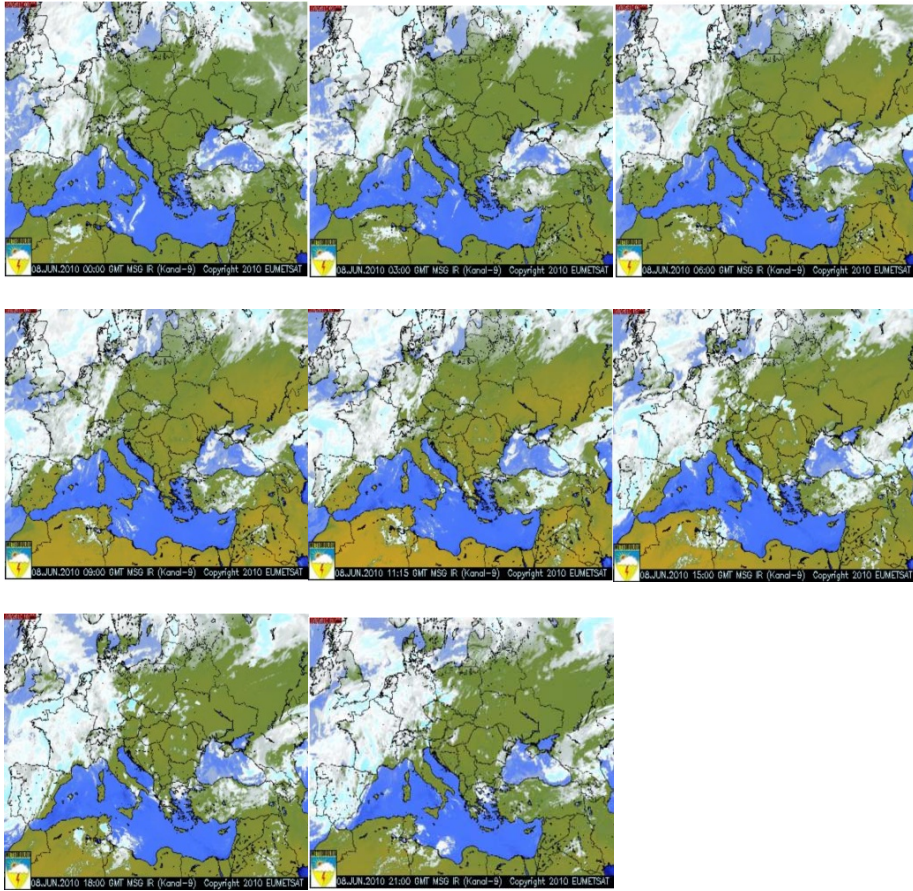 08.JUN.2010 00:00 GMT MSG IR (Kanal-9) Copyright 2010 EUMETSAT
08.JUN.2010 03:00 GMT MSG IR (Kanal-9) Copyright 2010 EUMETSAT
08.JUN.2010 06:00 GMT MSG IR (Kanal-9) Copyright 2010 EUMETSAT
08.JUN.2010 09:00 GMT MSG IR (Kanal-9) Copyright 2010 EUMETSAT
08.JUN.2010 11:15 GMT MSG IR (Kanal-9) Copyright 2010 EUMETSAT
08.JUN.2010 15:00 GMT MSG IR (Kanal-9) Copyright 2010 EUMETSAT
08.JUN.2010 18:00 GMT MSG IR (Kanal-9) Copyright 2010 EUMETSAT
08.JUN.2010 21:00 GMT MSG IR (Kanal-9) Copyright 2010 EUMETSAT